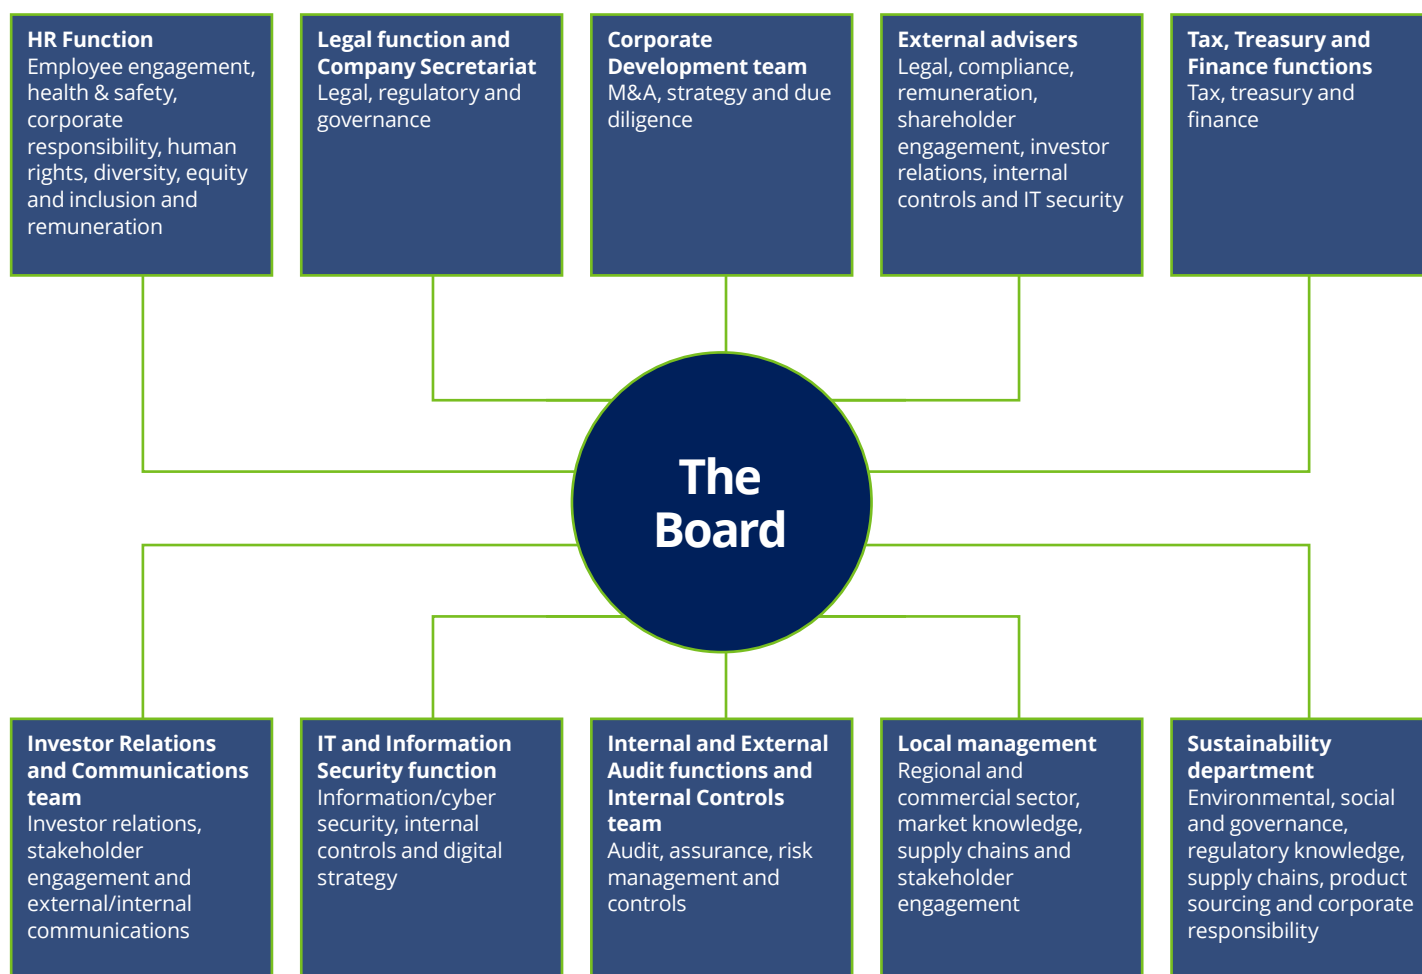 HR Function
Employee engagement,
health & safety,
corporate
responsibility, human
rights, diversity, equity
and inclusion and
remuneration
Legal function and
Company Secretariat
Legal, regulatory and
governance
Corporate
Development team
M&A, strategy and due
diligence
External advisers
Legal, compliance,
remuneration,
shareholder
engagement, investor
relations, internal
controls and IT security
Tax, Treasury and
Finance functions
Tax, treasury and
finance
The
Board
Investor Relations
and Communications
team
Investor relations,
stakeholder
engagement and
external/internal
communications
IT and Information
Security function
Information/cyber
security, internal
controls and digital
strategy
Internal and External
Audit functions and
Internal Controls
team
Audit, assurance, risk
management and
controls
Local management
Regional and
commercial sector,
market knowledge,
supply chains and
stakeholder
engagement
Sustainability
department
Environmental, social
and governance,
regulatory knowledge,
supply chains, product
sourcing and corporate
responsibility